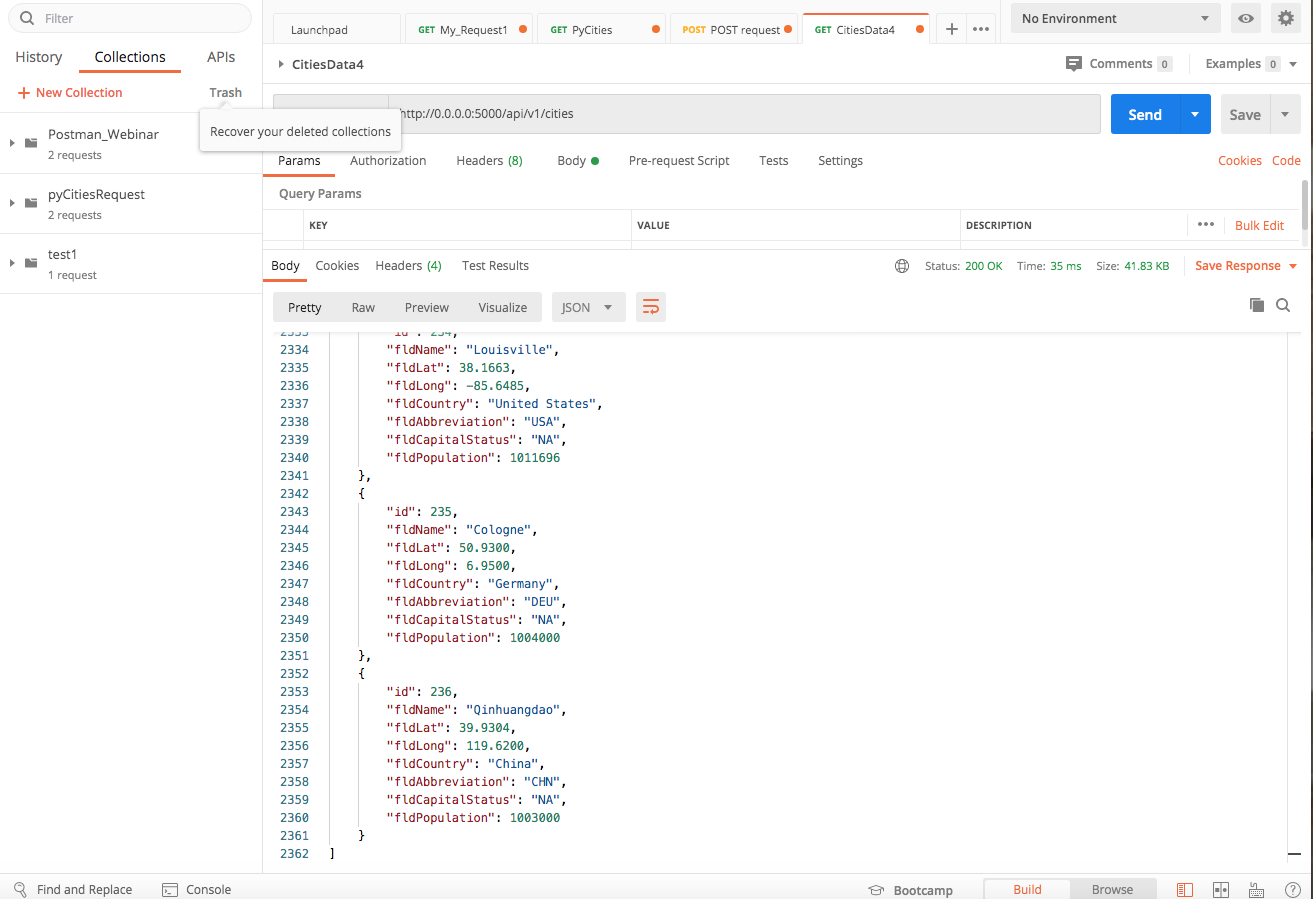 Filter
History Collections APIs
New Collection Trash
Recover your deleted collections
Postman_Webinar
2 requests
pyCitiesRequest
2 requests
test1
1 request
Launchpad GET My_Request1 GET PyCities POST POST request GET CitiesData4
No Environment
CitiesData4
Comments 0 Examples 0
http://0.0.0.0:5000/api/v1/cities
Send Save
Params Authorization Headers (8) Body Pre-request Script Tests Settings Cookies Code
Query Params
KEY VALUE DESCRIPTION Bulk Edit
Body Cookies Headers (4) Test Results Status: 200 OK Time: 35 ms Size: 41.83 KB Save Response
Pretty Raw Preview Visualize JSON
2333 "id": 234,
2334 "fldName": "Louisville",
2335 "fldLat": 38.1663,
2336 "fldLong": -85.6485,
2337 "fldCountry": "United States",
2338 "fldAbbreviation": "USA",
2339 "fldCapitalStatus": "NA",
2340 "fldPopulation": 1011696
2341 },
2342 {
2343 "id": 235,
2344 "fldName": "Cologne",
2345 "fldLat": 50.9300,
2346 "fldLong": 6.9500,
2347 "fldCountry": "Germany",
2348 "fldAbbreviation": "DEU",
2349 "fldCapitalStatus": "NA",
2350 "fldPopulation": 1004000
2351 },
2352 {
2353 "id": 236,
2354 "fldName": "Qinhuangdao",
2355 "fldLat": 39.9304,
2356 "fldLong": 119.6200,
2357 "fldCountry": "China",
2358 "fldAbbreviation": "CHN",
2359 "fldCapitalStatus": "NA",
2360 "fldPopulation": 1003000
2361 }
2362 ]
Find and Replace Console Bootcamp Build Browse